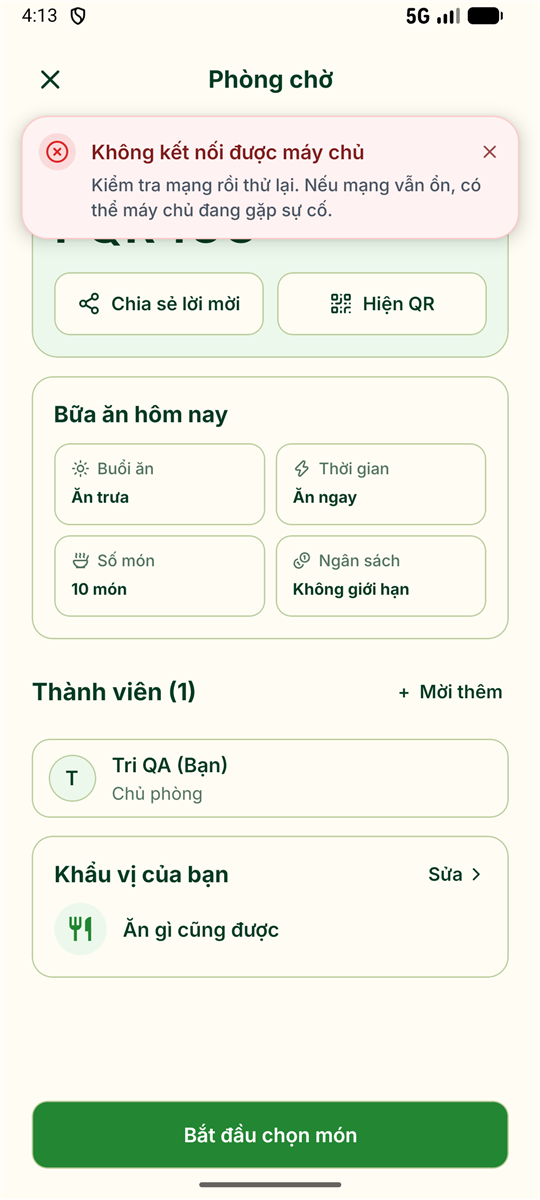 4:13
5G
Phòng chờ
Không kết nối được máy chủ
Kiểm tra mạng rồi thử lại. Nếu mạng vẫn ổn, có
thể máy chủ đang gặp sự cố.
Chia sẻ lời mời
Hiện QR
Bữa ăn hôm nay
Buổi ăn
Ăn trưa
Thời gian
Ăn ngay
Số món
10 món
Ngân sách
Không giới hạn
Thành viên (1)
+ Mời thêm
T
Tri QA (Bạn)
Chủ phòng
Khẩu vị của bạn
Sửa
Ăn gì cũng được
Bắt đầu chọn món